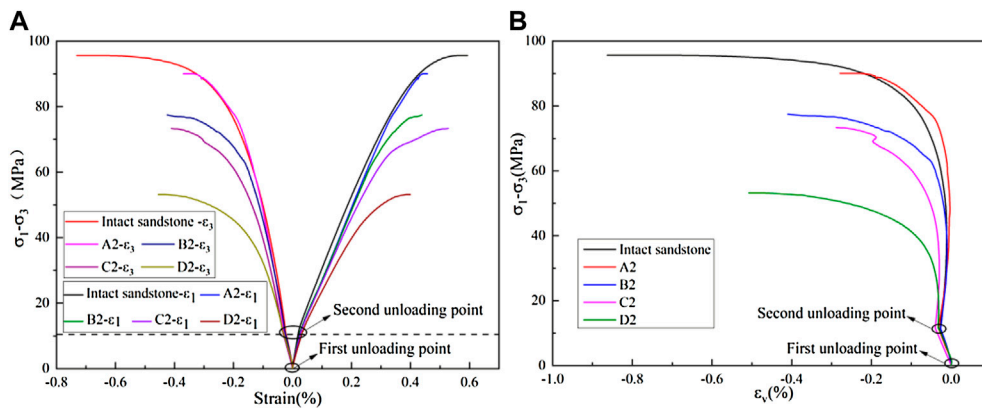 A
100
80
60
40
20
0
σ1-σ3 (MPa)
Intact sandstone -ε3
A2-ε3 B2-ε3
C2-ε3 D2-ε3
Intact sandstone-ε1 A2-ε1
B2-ε1 C2-ε1 D2-ε1
Second unloading point
First unloading point
-0.8 -0.6 -0.4 -0.2 0.0 0.2 0.4 0.6
Strain(%)
B
100
80
60
40
20
0
σ1-σ3(MPa)
Intact sandstone
A2
B2
C2
D2
Second unloading point
First unloading point
-1.0 -0.8 -0.6 -0.4 -0.2 0.0
εv(%)